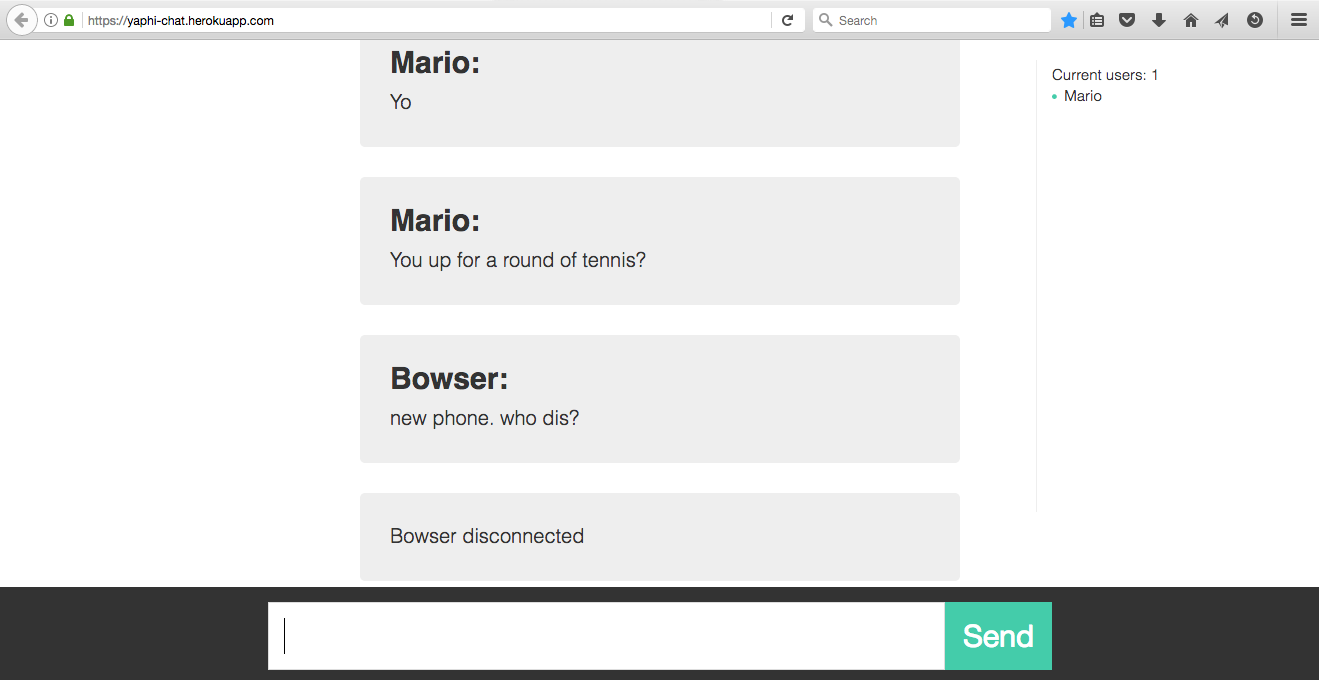 https://yaphi-chat.herokuapp.com
Search
Mario:
Yo
Mario:
You up for a round of tennis?
Bowser:
new phone. who dis?
Bowser disconnected
Current users: 1
Mario
Send